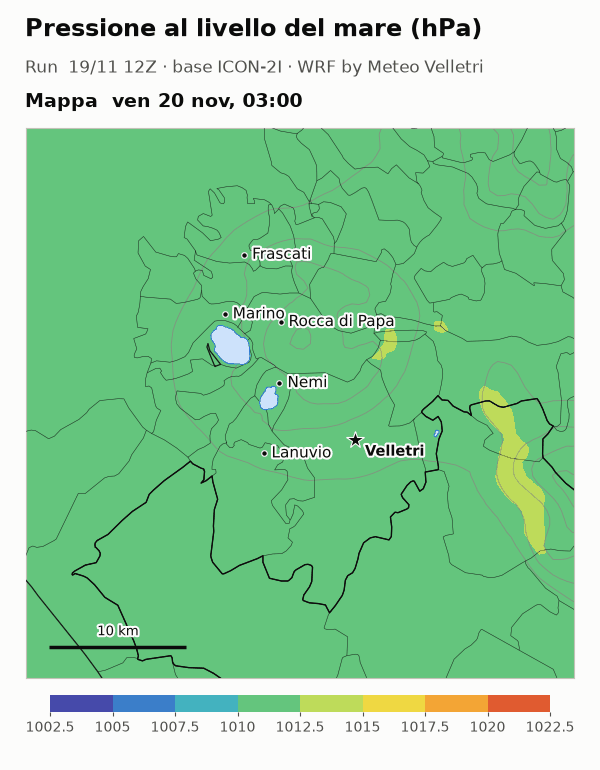 Pressione al livello del mare (hPa)
Run 19/11 12Z · base ICON-2I · WRF by Meteo Velletri
Mappa ven 20 nov, 03:00
Frascati
Marino
Rocca di Papa
Nemi
Velletri
Lanuvio
10 km
1002.5 1005 1007.5 1010 1012.5 1015 1017.5 1020 1022.5